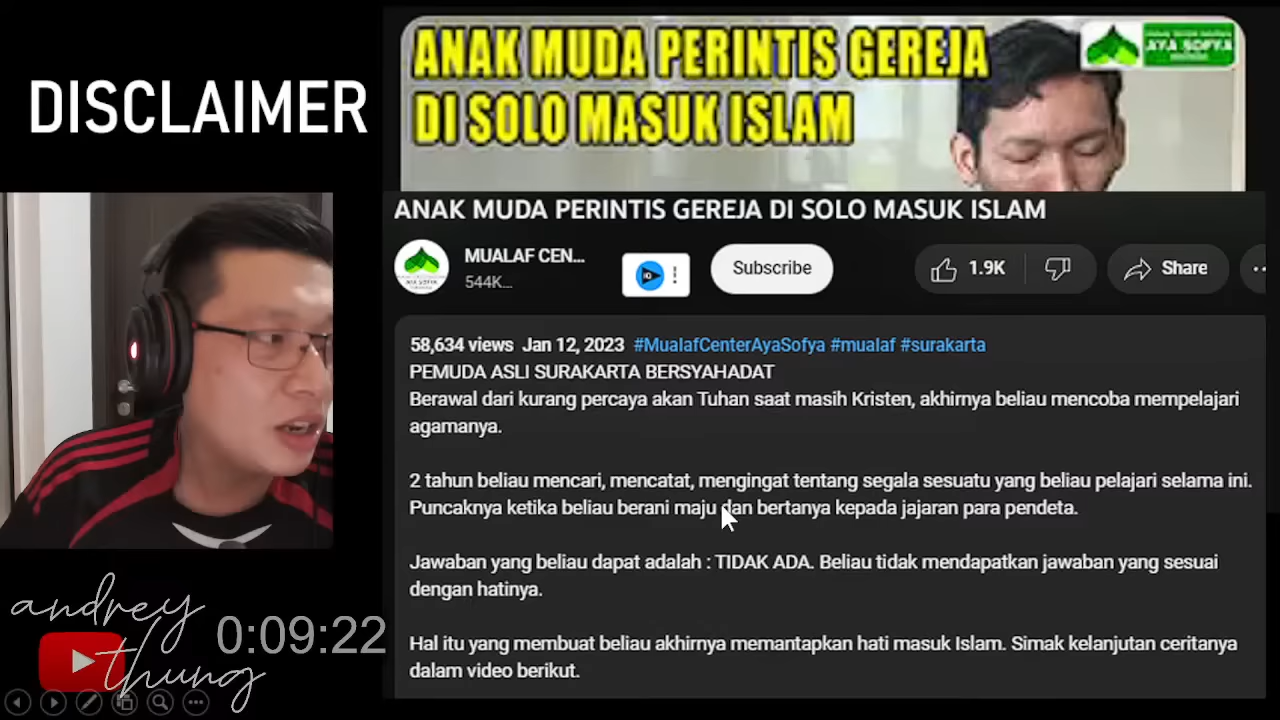 DISCLAIMER
ANAK MUDA PERINTIS GEREJA
DI SOLO MASUK ISLAM
AYA SOFYA
ANAK MUDA PERINTIS GEREJA DI SOLO MASUK ISLAM
MUALAF CEN...
544K...
Subscribe
1.9K
Share
58,634 views Jan 12, 2023 #MualafCenterAyaSofya #mualaf #surakarta
PEMUDA ASLI SURAKARTA BERSYAHADAT
Berawal dari kurang percaya akan Tuhan saat masih Kristen, akhirnya beliau mencoba mempelajari
agamanya.
2 tahun beliau mencari, mencatat, mengingat tentang segala sesuatu yang beliau pelajari selama ini.
Puncaknya ketika beliau berani maju dan bertanya kepada jajaran para pendeta.
Jawaban yang beliau dapat adalah : TIDAK ADA. Beliau tidak mendapatkan jawaban yang sesuai
dengan hatinya.
Hal itu yang membuat beliau akhirnya memantapkan hati masuk Islam. Simak kelanjutan ceritanya
dalam video berikut.
andrey
thung
0:09:22